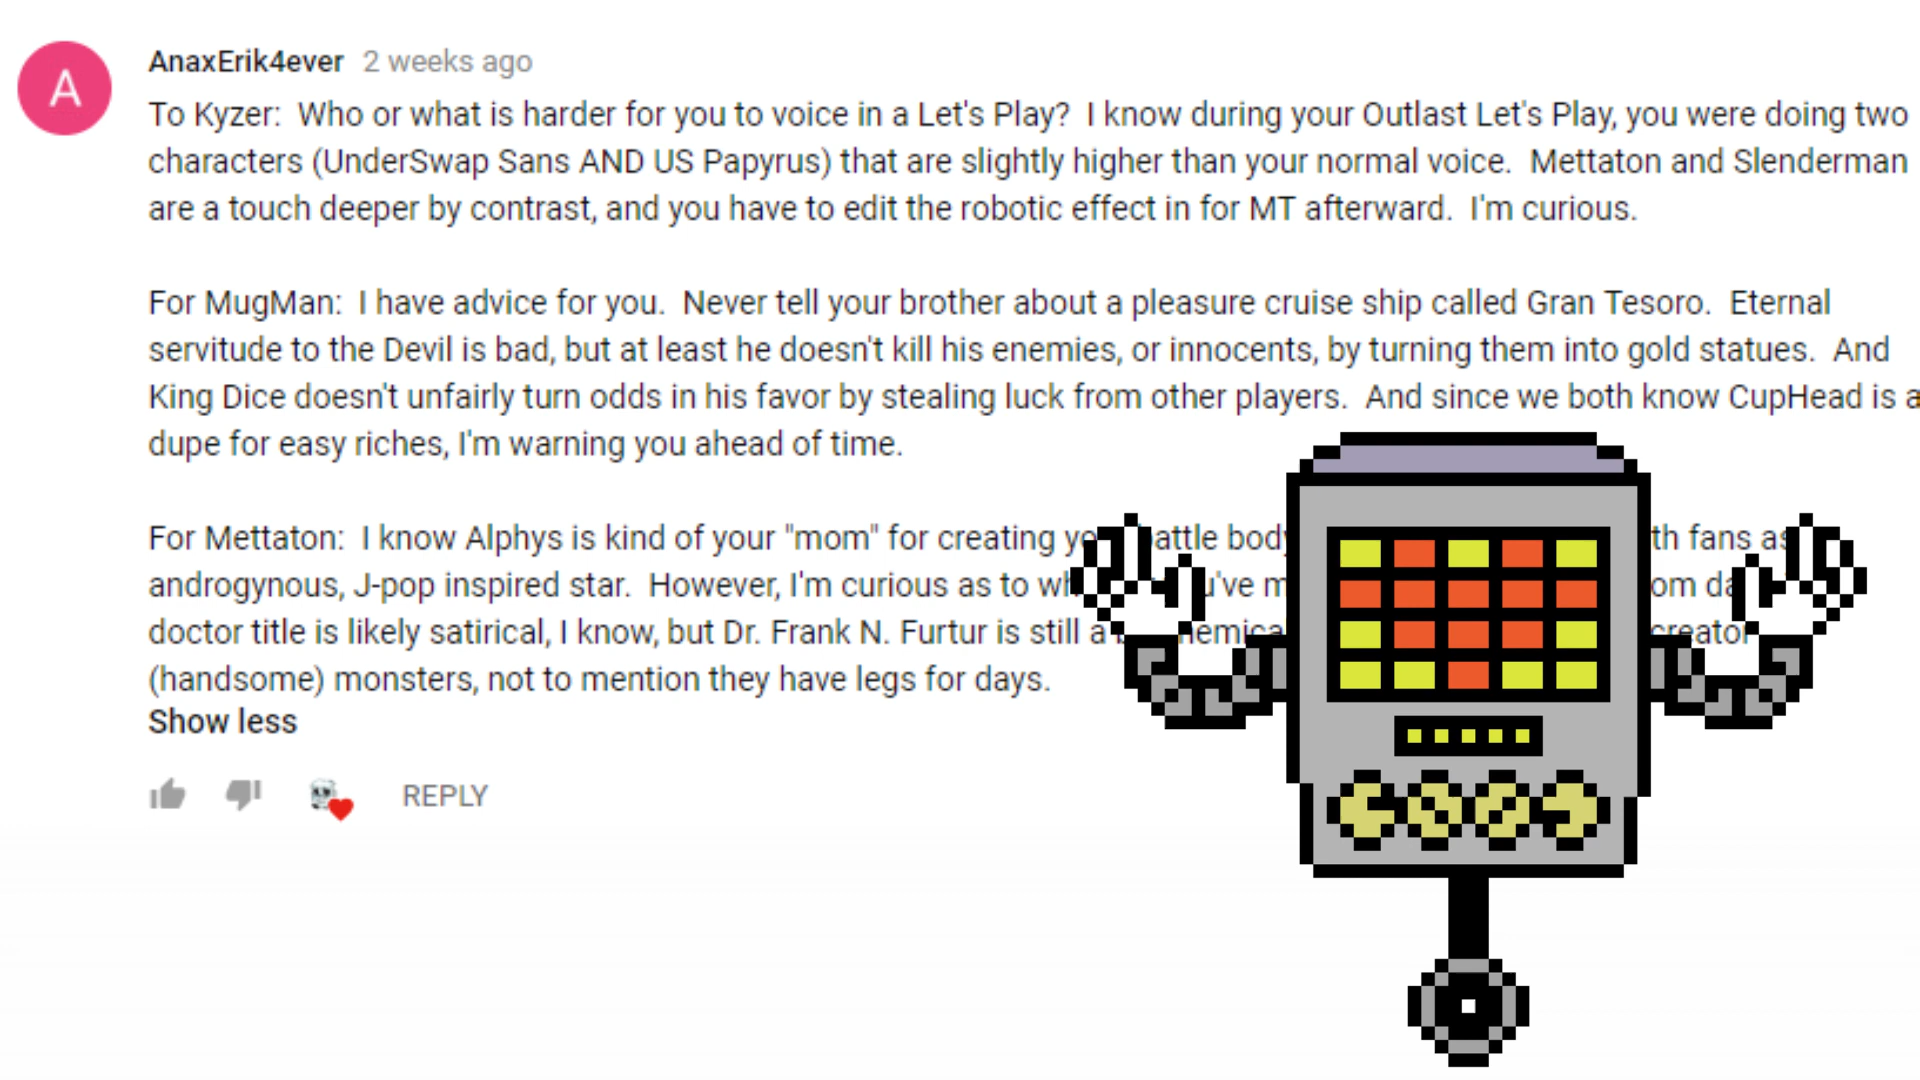 A
AnaxErik4ever 2 weeks ago
To Kyzer: Who or what is harder for you to voice in a Let's Play? I know during your Outlast Let's Play, you were doing two
characters (UnderSwap Sans AND US Papyrus) that are slightly higher than your normal voice. Mettaton and Slenderman
are a touch deeper by contrast, and you have to edit the robotic effect in for MT afterward. I'm curious.
For MugMan: I have advice for you. Never tell your brother about a pleasure cruise ship called Gran Tesoro. Eternal
servitude to the Devil is bad, but at least he doesn't kill his enemies, or innocents, by turning them into gold statues. And
King Dice doesn't unfairly turn odds in his favor by stealing luck from other players. And since we both know CupHead is a
dupe for easy riches, I'm warning you ahead of time.
For Mettaton: I know Alphys is kind of your "mom" for creating battle body fans as
androgynous, J-pop inspired star. However, I'm curious as to
doctor title is likely satirical, I know, but Dr. Frank N. Furtur is still a creator
(handsome) monsters, not to mention they have legs for days.
Show less
REPLY